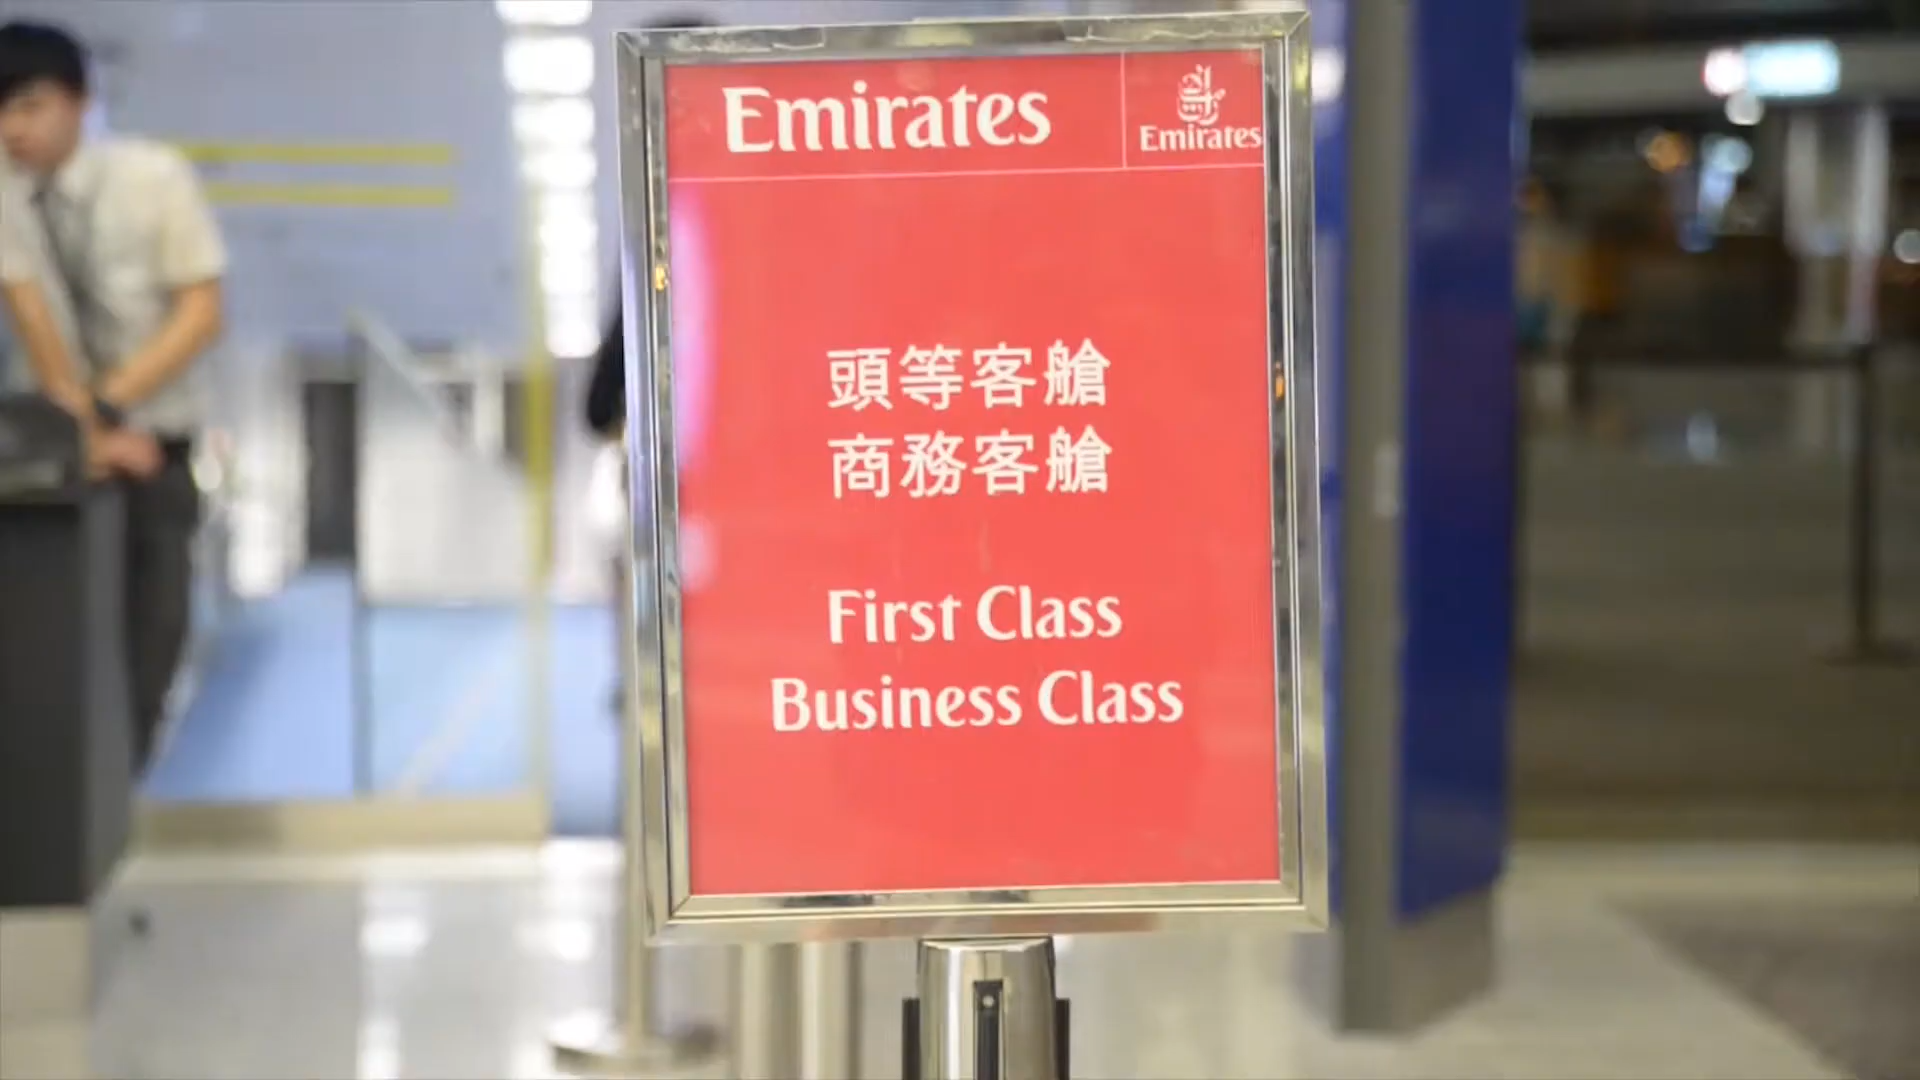 Emirates
Emirates
頭等客艙
商務客艙
First Class
Business Class